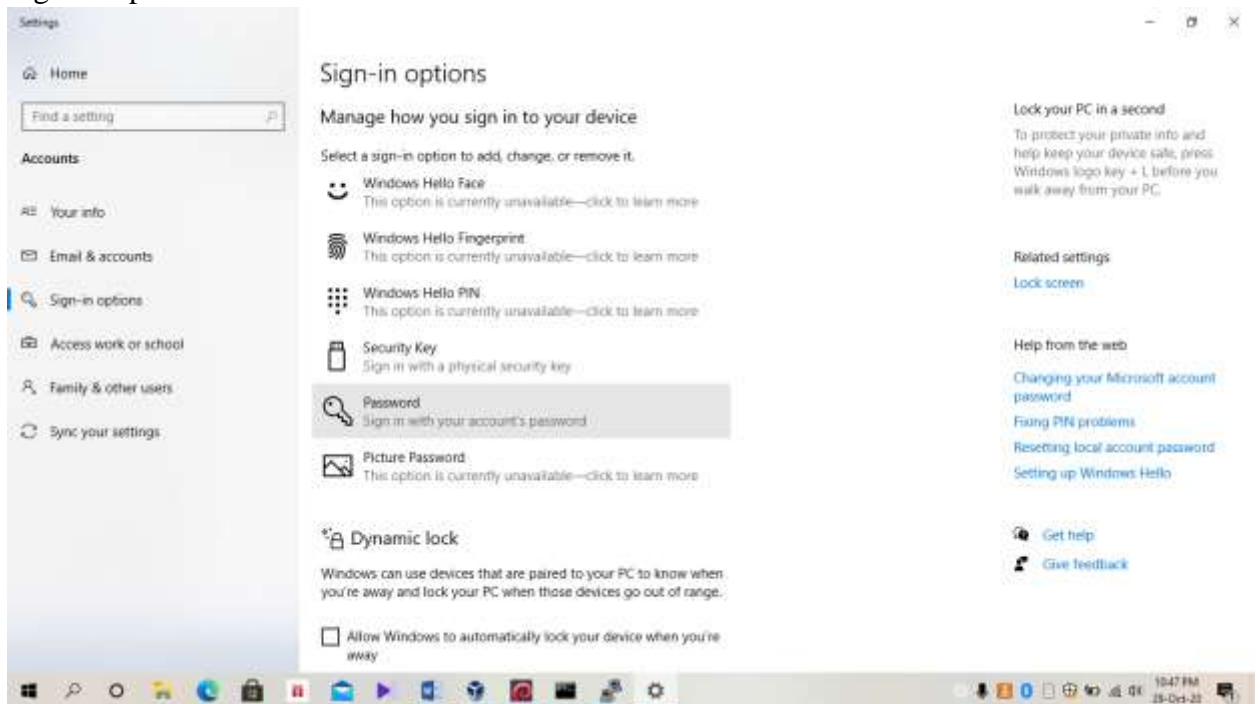 Settings
Home
Find a setting
Accounts
Your info
Email & accounts
Sign-in options
Access work or school
Family & other users
Sync your settings
Sign-in options
Manage how you sign in to your device
Select a sign-in option to add, change, or remove it.
Windows Hello Face
This option is currently unavailable—click to learn more
Windows Hello Fingerprint
This option is currently unavailable—click to learn more
Windows Hello PIN
This option is currently unavailable—click to learn more
Security Key
Sign in with a physical security key
Password
Sign in with your account's password
Picture Password
This option is currently unavailable—click to learn more
Dynamic lock
Windows can use devices that are paired to your PC to know when
you're away and lock your PC when those devices go out of range.
Allow Windows to automatically lock your device when you're
away
Lock your PC in a second
To protect your private info and
help keep your device safe, press
Windows logo key + L before you
walk away from your PC.
Related settings
Lock screen
Help from the web
Changing your Microsoft account
password
Fixing PIN problems
Resetting local account password
Setting up Windows Hello
Get help
Give feedback
10:47 PM